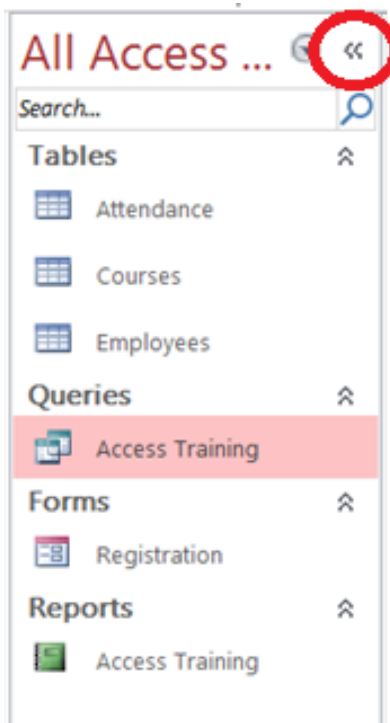 All Access ... «
Search...
Tables
Attendance
Courses
Employees
Queries
Access Training
Forms
Registration
Reports
Access Training